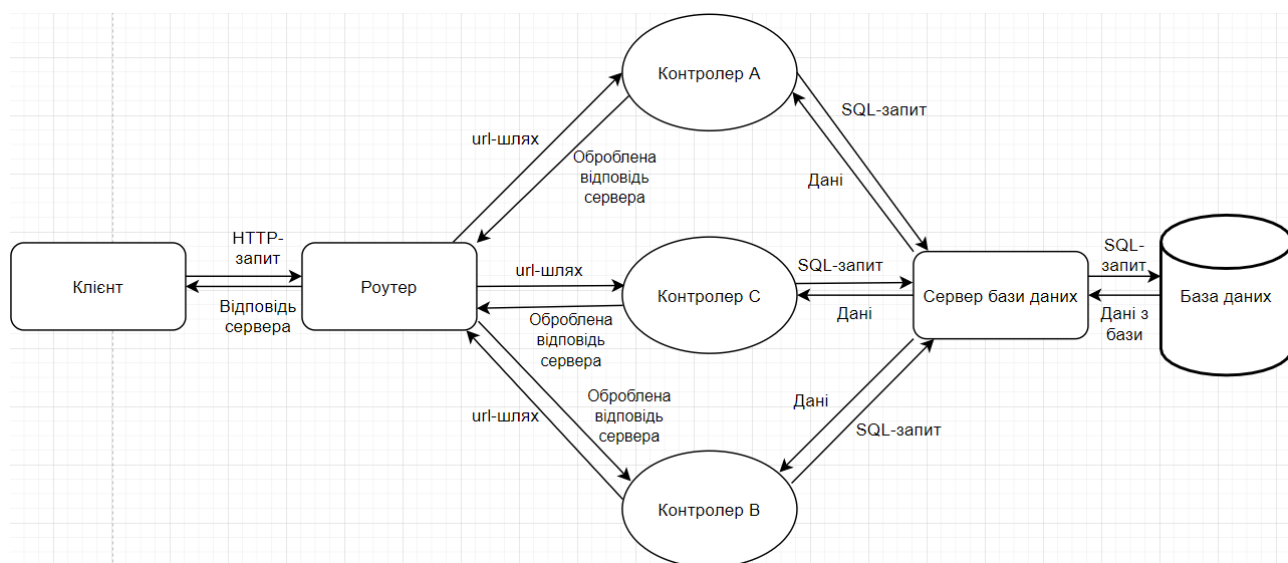 Контролер А
SQL-запит
url-шлях
Оброблена
відповідь
сервера
Дані
HTTP-
запит
Клієнт
Відповідь
сервера
Роутер
url-шлях
Оброблена
відповідь
сервера
Контролер С
SQL-запит
Дані
Сервер бази даних
SQL-
запит
Дані з
бази
База даних
url-шлях
Оброблена
відповідь
сервера
Дані
SQL-запит
Контролер В